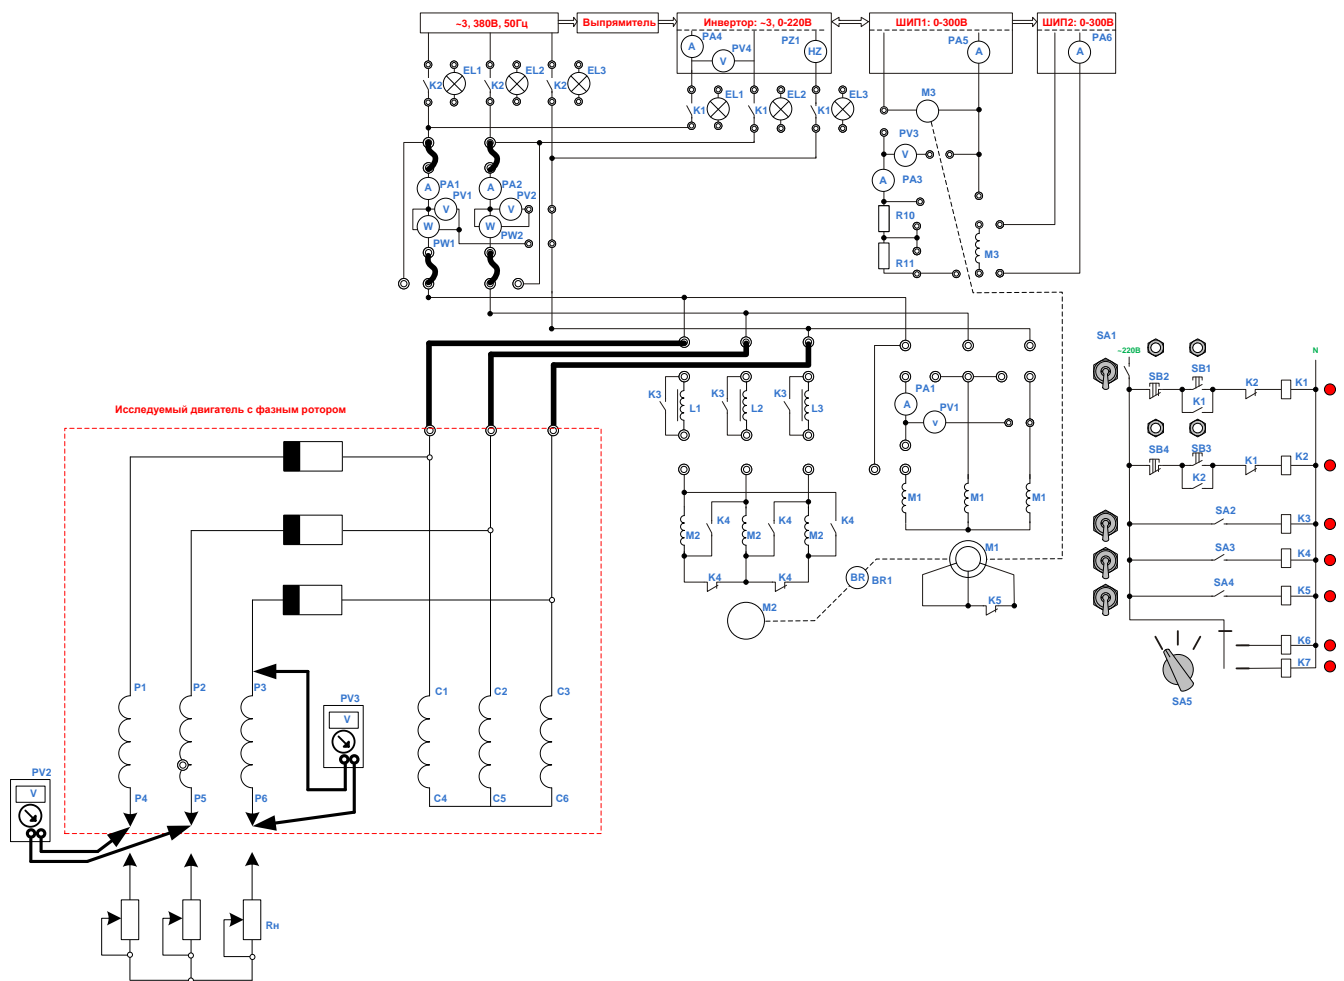 ~3, 380В, 50Гц
Выпрямитель
Инвертор: ~3, 0-220В
ШИП1: 0-300В
ШИП2: 0-300В
PA4
A
PV4
V
PZ1
HZ
PA5
A
PA6
A
K2
EL1
K2
EL2
K2
EL3
K1
EL1
K1
EL2
K1
EL3
M3
PV3
V
PA3
A
R10
R11
M3
A
PA1
PV1
V
W
PW1
A
PA2
PV2
V
W
PW2
SA1
~220В
N
SB2
SB1
K1
K2
K1
SB4
SB3
K2
K1
K2
SA2
K3
SA3
K4
SA4
K5
K6
K7
SA5
K3
L1
K3
L2
K3
L3
PA1
A
PV1
v
M1
M1
M1
M1
K5
M2
K4
M2
K4
M2
K4
K4
K4
M2
BR
BR1
Исследуемый двигатель с фазным ротором
P1
P2
P3
C1
C2
C3
PV3
V
PV2
V
P4
P5
P6
C4
C5
C6
Rн